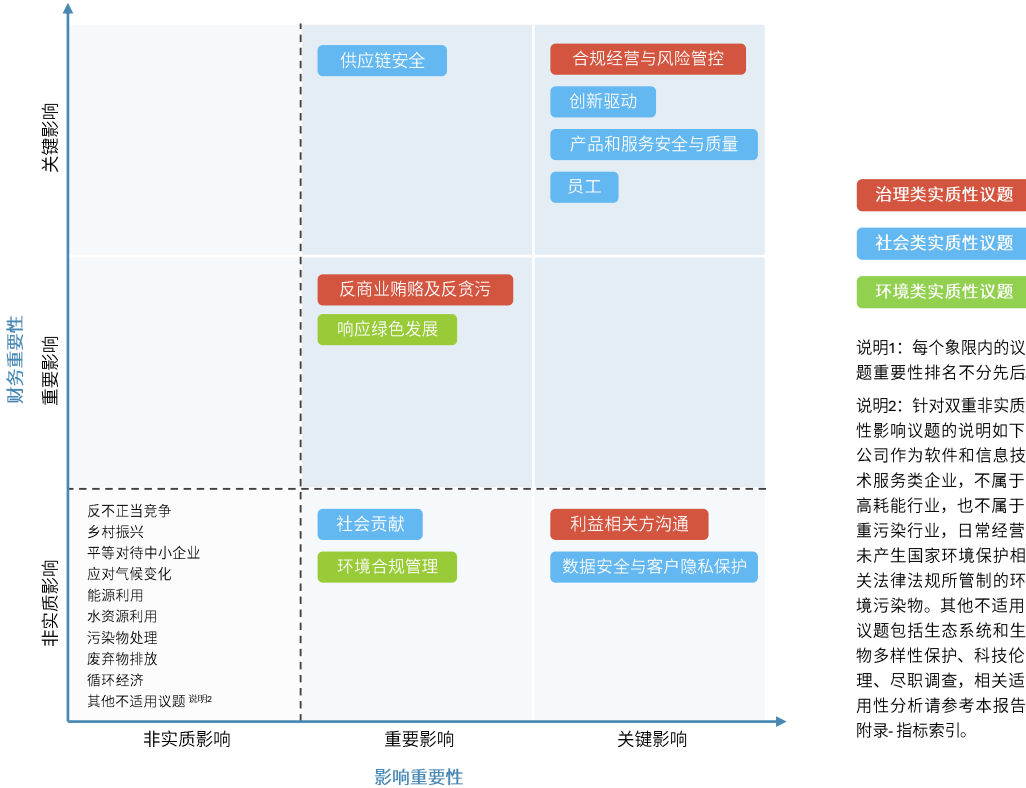 财务重要性
关键影响
供应链安全
合规经营与风险管控
创新驱动
产品和服务安全与质量
员工
重要影响
反商业贿赂及反贪污
响应绿色发展
非实质影响
反不正当竞争
乡村振兴
平等对待中小企业
应对气候变化
能源利用
水资源利用
污染物处理
废弃物排放
循环经济
其他不适用议题 说明2
社会贡献
环境合规管理
利益相关方沟通
数据安全与客户隐私保护
非实质影响
重要影响
关键影响
影响重要性
治理类实质性议题
社会类实质性议题
环境类实质性议题
说明1：每个象限内的议
题重要性排名不分先后
说明2：针对双重非实质
性影响议题的说明如下
公司作为软件和信息技
术服务类企业，不属于
高耗能行业，也不属于
重污染行业，日常经营
未产生国家环境保护相
关法律法规所管制的环
境污染物。其他不适用
议题包括生态系统和生
物多样性保护、科技伦
理、尽职调查，相关适
用性分析请参考本报告
附录-指标索引。